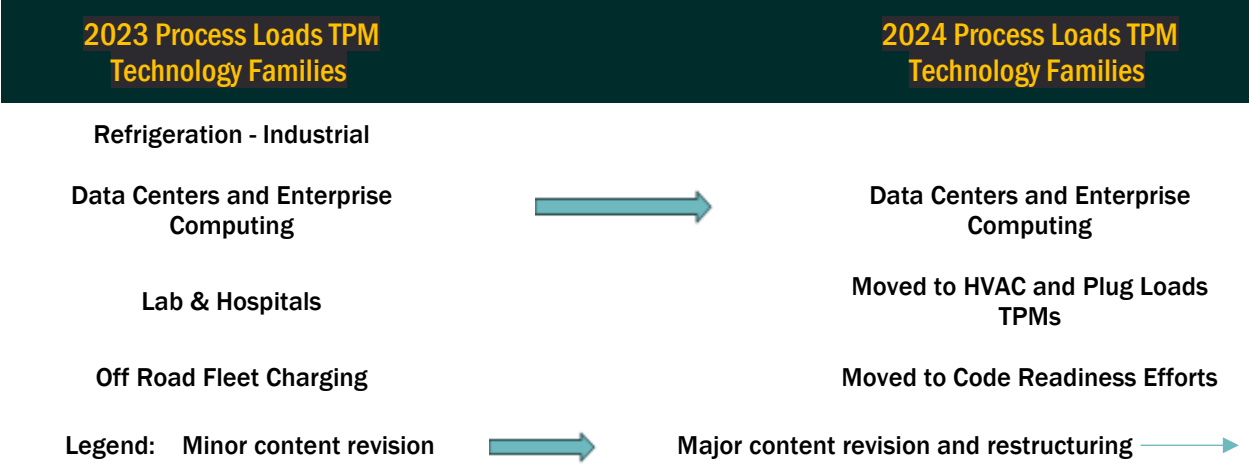 2023 Process Loads TPM
Technology Families
2024 Process Loads TPM
Technology Families
Refrigeration - Industrial
Data Centers and Enterprise
Computing
Data Centers and Enterprise
Computing
Lab & Hospitals
Moved to HVAC and Plug Loads
TPMs
Off Road Fleet Charging
Moved to Code Readiness Efforts
Legend: Minor content revision
Major content revision and restructuring